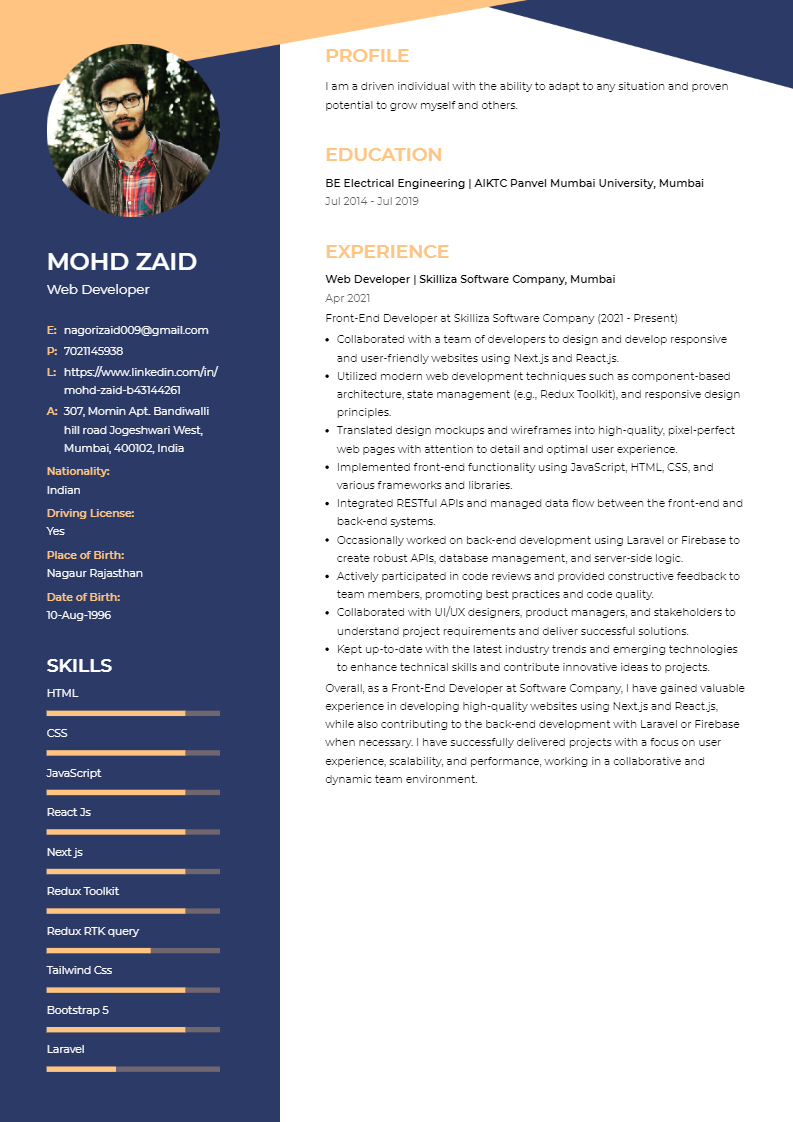 MOHD ZAID
Web Developer
E: nagorizaid009@gmail.com
P: 7021145938
L: https://www.linkedin.com/in/
mohd-zaid-b43144261
A: 307, Momin Apt. Bandiwalli
hill road Jogeshwari West,
Mumbai, 400102, India
Nationality:
Indian
Driving License:
Yes
Place of Birth:
Nagaur Rajasthan
Date of Birth:
10-Aug-1996
SKILLS
HTML
CSS
JavaScript
React Js
Next js
Redux Toolkit
Redux RTK query
Tailwind Css
Bootstrap 5
Laravel
PROFILE
I am a driven individual with the ability to adapt to any situation and proven
potential to grow myself and others.
EDUCATION
BE Electrical Engineering | AIKTC Panvel Mumbai University, Mumbai
Jul 2014 - Jul 2019
EXPERIENCE
Web Developer | Skilliza Software Company, Mumbai
Apr 2021
Front-End Developer at Skilliza Software Company (2021 - Present)
• Collaborated with a team of developers to design and develop responsive
and user-friendly websites using Next.js and React.js.
• Utilized modern web development techniques such as component-based
architecture, state management (e.g., Redux Toolkit), and responsive design
principles.
• Translated design mockups and wireframes into high-quality, pixel-perfect
web pages with attention to detail and optimal user experience.
• Implemented front-end functionality using JavaScript, HTML, CSS, and
various frameworks and libraries.
• Integrated RESTful APIs and managed data flow between the front-end and
back-end systems.
• Occasionally worked on back-end development using Laravel or Firebase to
create robust APIs, database management, and server-side logic.
• Actively participated in code reviews and provided constructive feedback to
team members, promoting best practices and code quality.
• Collaborated with UI/UX designers, product managers, and stakeholders to
understand project requirements and deliver successful solutions.
• Kept up-to-date with the latest industry trends and emerging technologies
to enhance technical skills and contribute innovative ideas to projects.
Overall, as a Front-End Developer at Software Company, I have gained valuable
experience in developing high-quality websites using Next.js and React.js,
while also contributing to the back-end development with Laravel or Firebase
when necessary. I have successfully delivered projects with a focus on user
experience, scalability, and performance, working in a collaborative and
dynamic team environment.